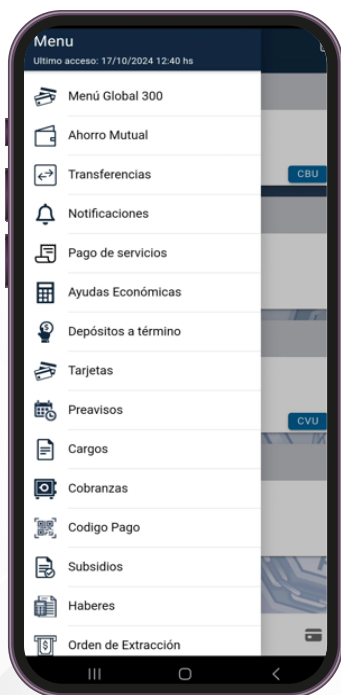 Menu
Ultimo acceso: 17/10/2024 12:40 hs
Menú Global 300
Ahorro Mutual
Transferencias
CBU
Notificaciones
Pago de servicios
Ayudas Económicas
Depósitos a término
Tarjetas
Preavisos
CVU
Cargos
Cobranzas
Codigo Pago
Subsidios
Haberes
Orden de Extracción